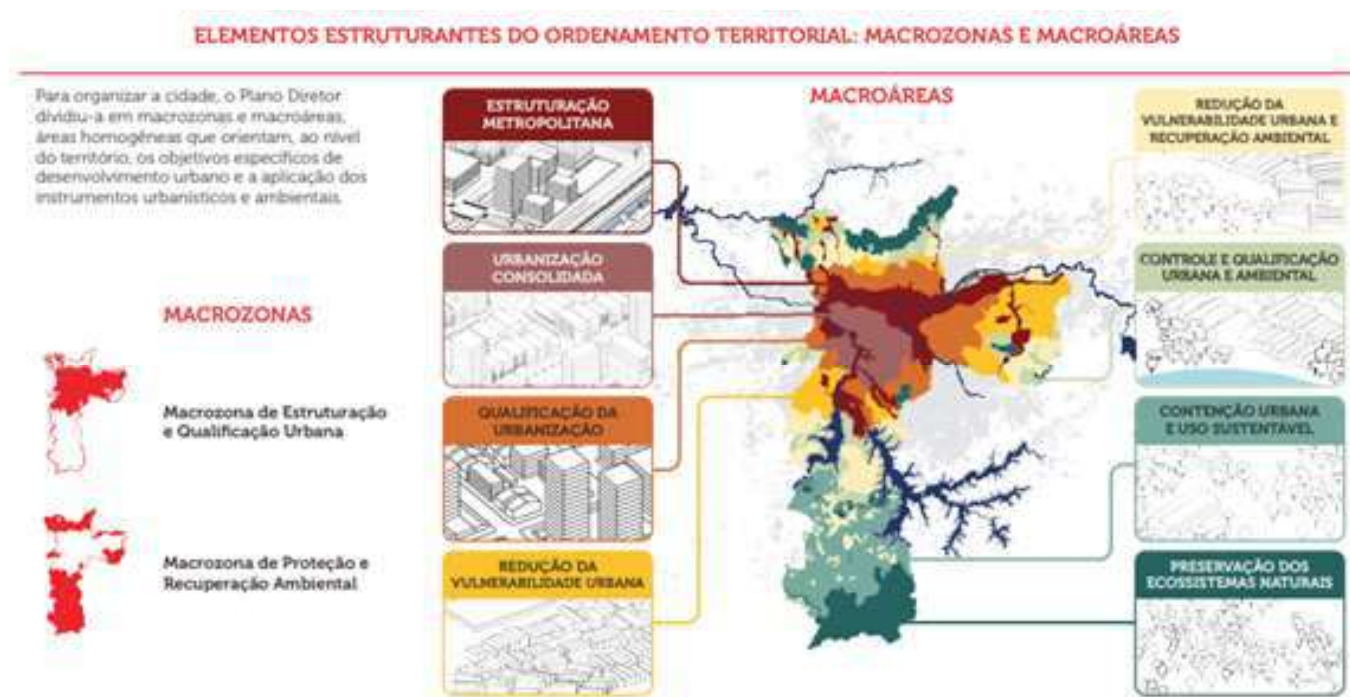 ELEMENTOS ESTRUTURANTES DO ORDENAMENTO TERRITORIAL: MACROZONAS E MACROÁREAS
Para organizar a cidade, o Plano Diretor
dividiu-a em macrozonas e macroáreas,
áreas homogêneas que orientam, ao nível
do território, os objetivos específicos de
desenvolvimento urbano e a aplicação dos
instrumentos urbanísticos e ambientais.
MACROZONAS
Macrozona de Estruturação
e Qualificação Urbana
Macrozona de Proteção e
Recuperação Ambiental
ESTRUTURAÇÃO
METROPOLITANA
URBANIZAÇÃO
CONSOLIDADA
QUALIFICAÇÃO DA
URBANIZAÇÃO
REDUÇÃO DA
VULNERABILIDADE URBANA
MACROÁREAS
REDUÇÃO DA
VULNERABILIDADE URBANA E
RECUPERAÇÃO AMBIENTAL
CONTROLE E QUALIFICAÇÃO
URBANA E AMBIENTAL
CONTENÇÃO URBANA
E USO SUSTENTÁVEL
PRESERVAÇÃO DOS
ECOSSISTEMAS NATURAIS